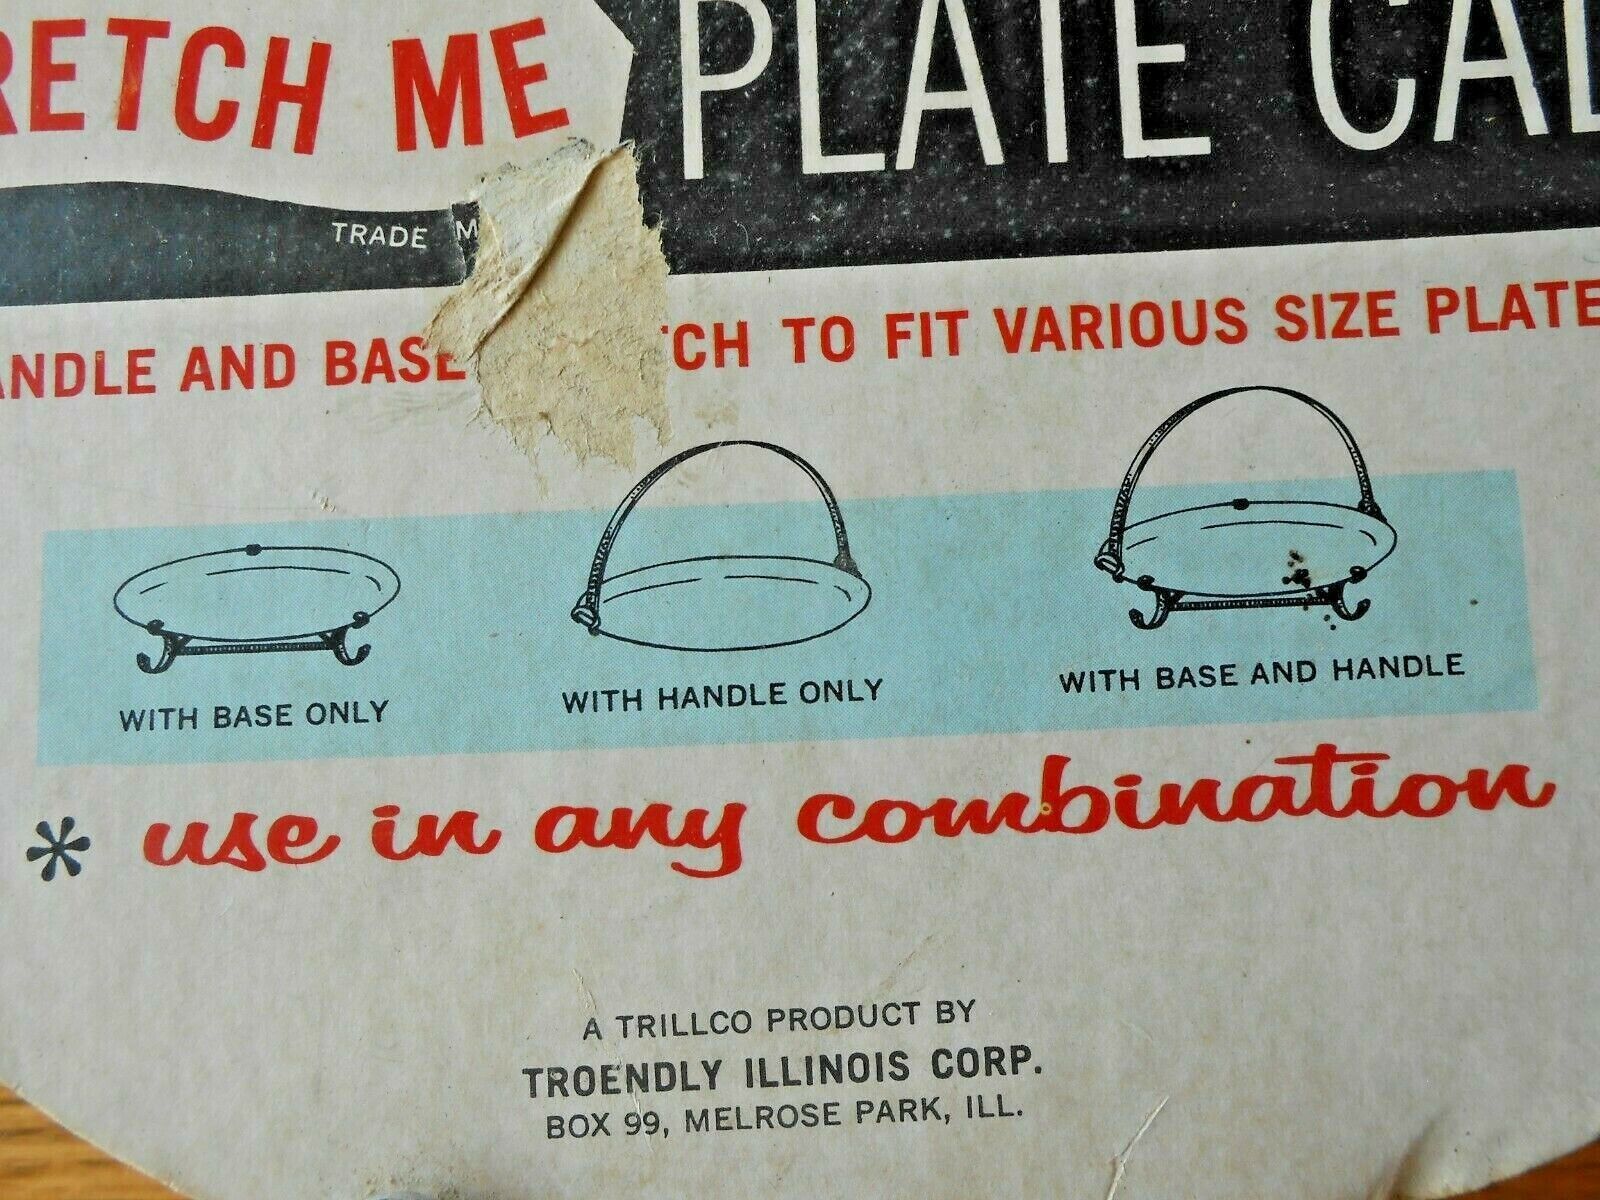 RETCH ME PLATE CAD
TRADE M
ANDLE AND BASE TCH TO FIT VARIOUS SIZE PLATE
WITH BASE ONLY
WITH HANDLE ONLY
WITH BASE AND HANDLE
* use in any combination
A TRILLCO PRODUCT BY
TROENDLY ILLINOIS CORP.
BOX 99, MELROSE PARK, ILL.